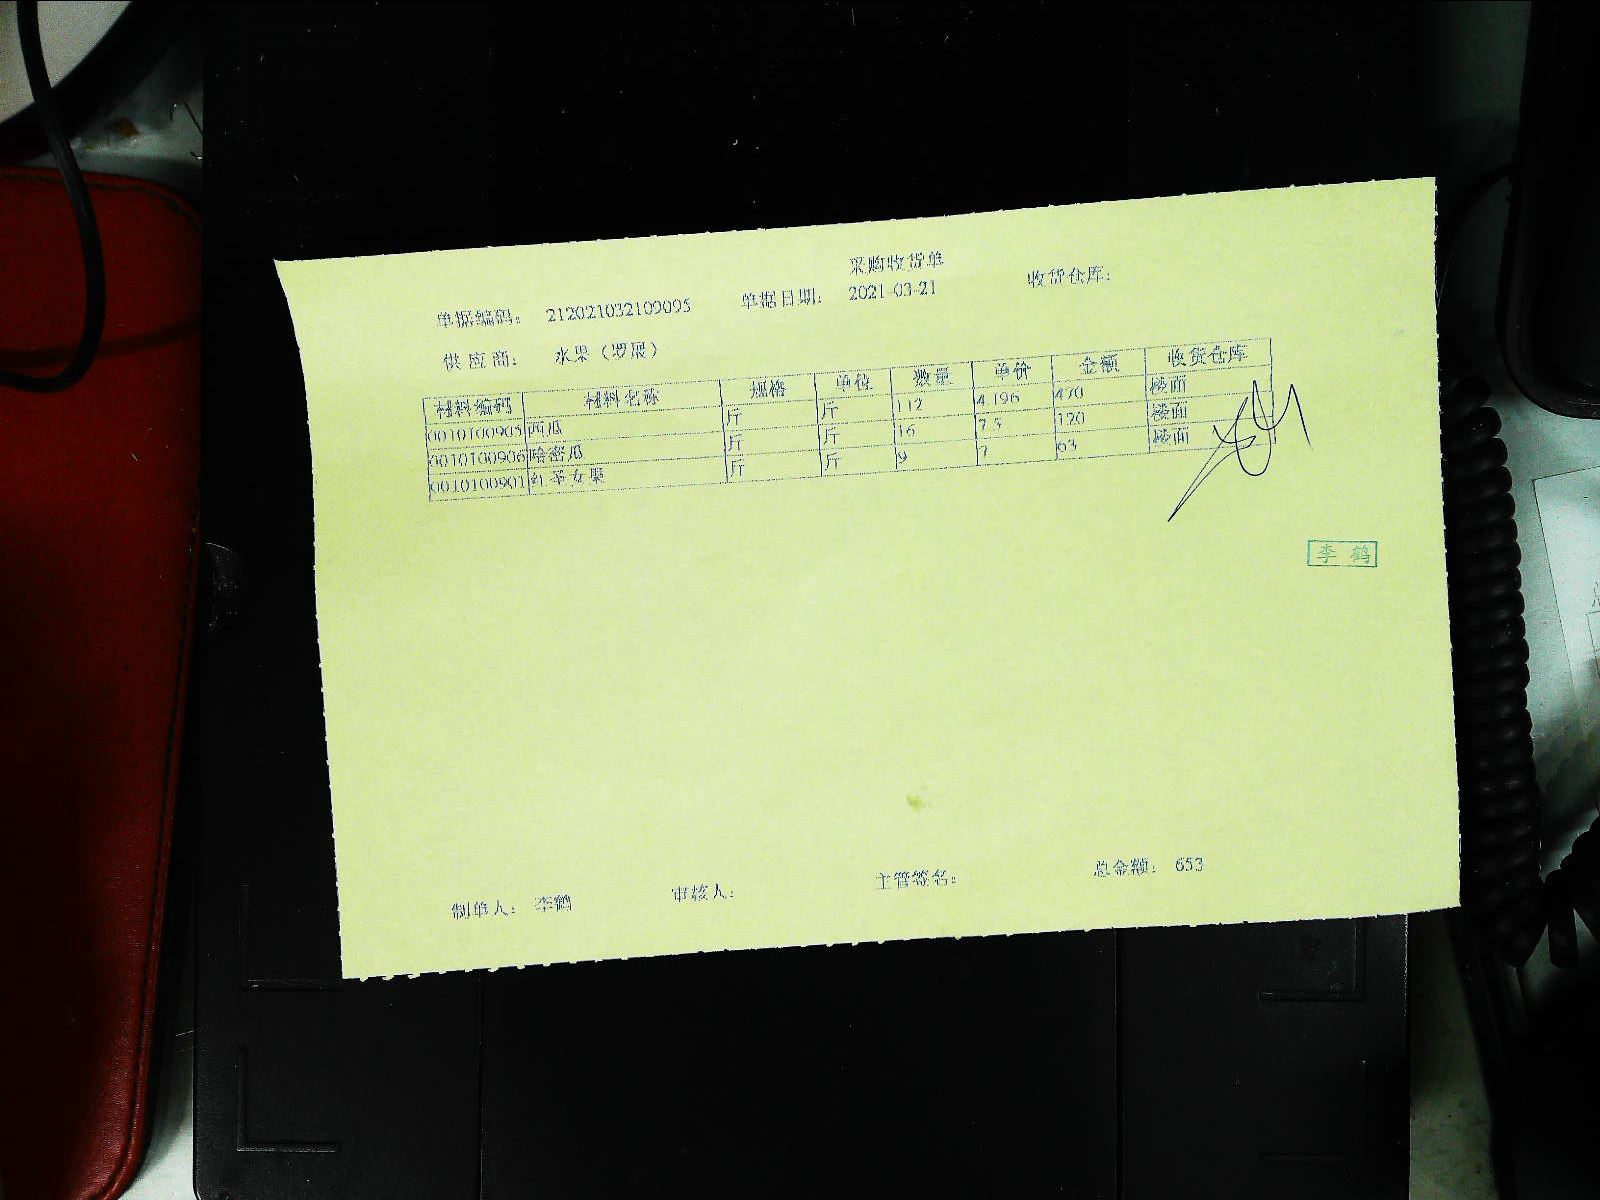 采购收货单
单据编码: 212021032109095 单据日期: 2021-03-21 收货仓库:
供应商: 水果(罗展)
材料编码 材料名称 规格 单位 数量 单价 金额 收货仓库
0010100905 西瓜 斤 斤 112 4.196 470 楼面
0010100906 哈密瓜 斤 斤 16 7.5 120 楼面
0010100901 红圣女果 斤 斤 9 7 63 楼面
李鹤
制单人: 李鹤 审核人: 主管签名: 总金额: 653